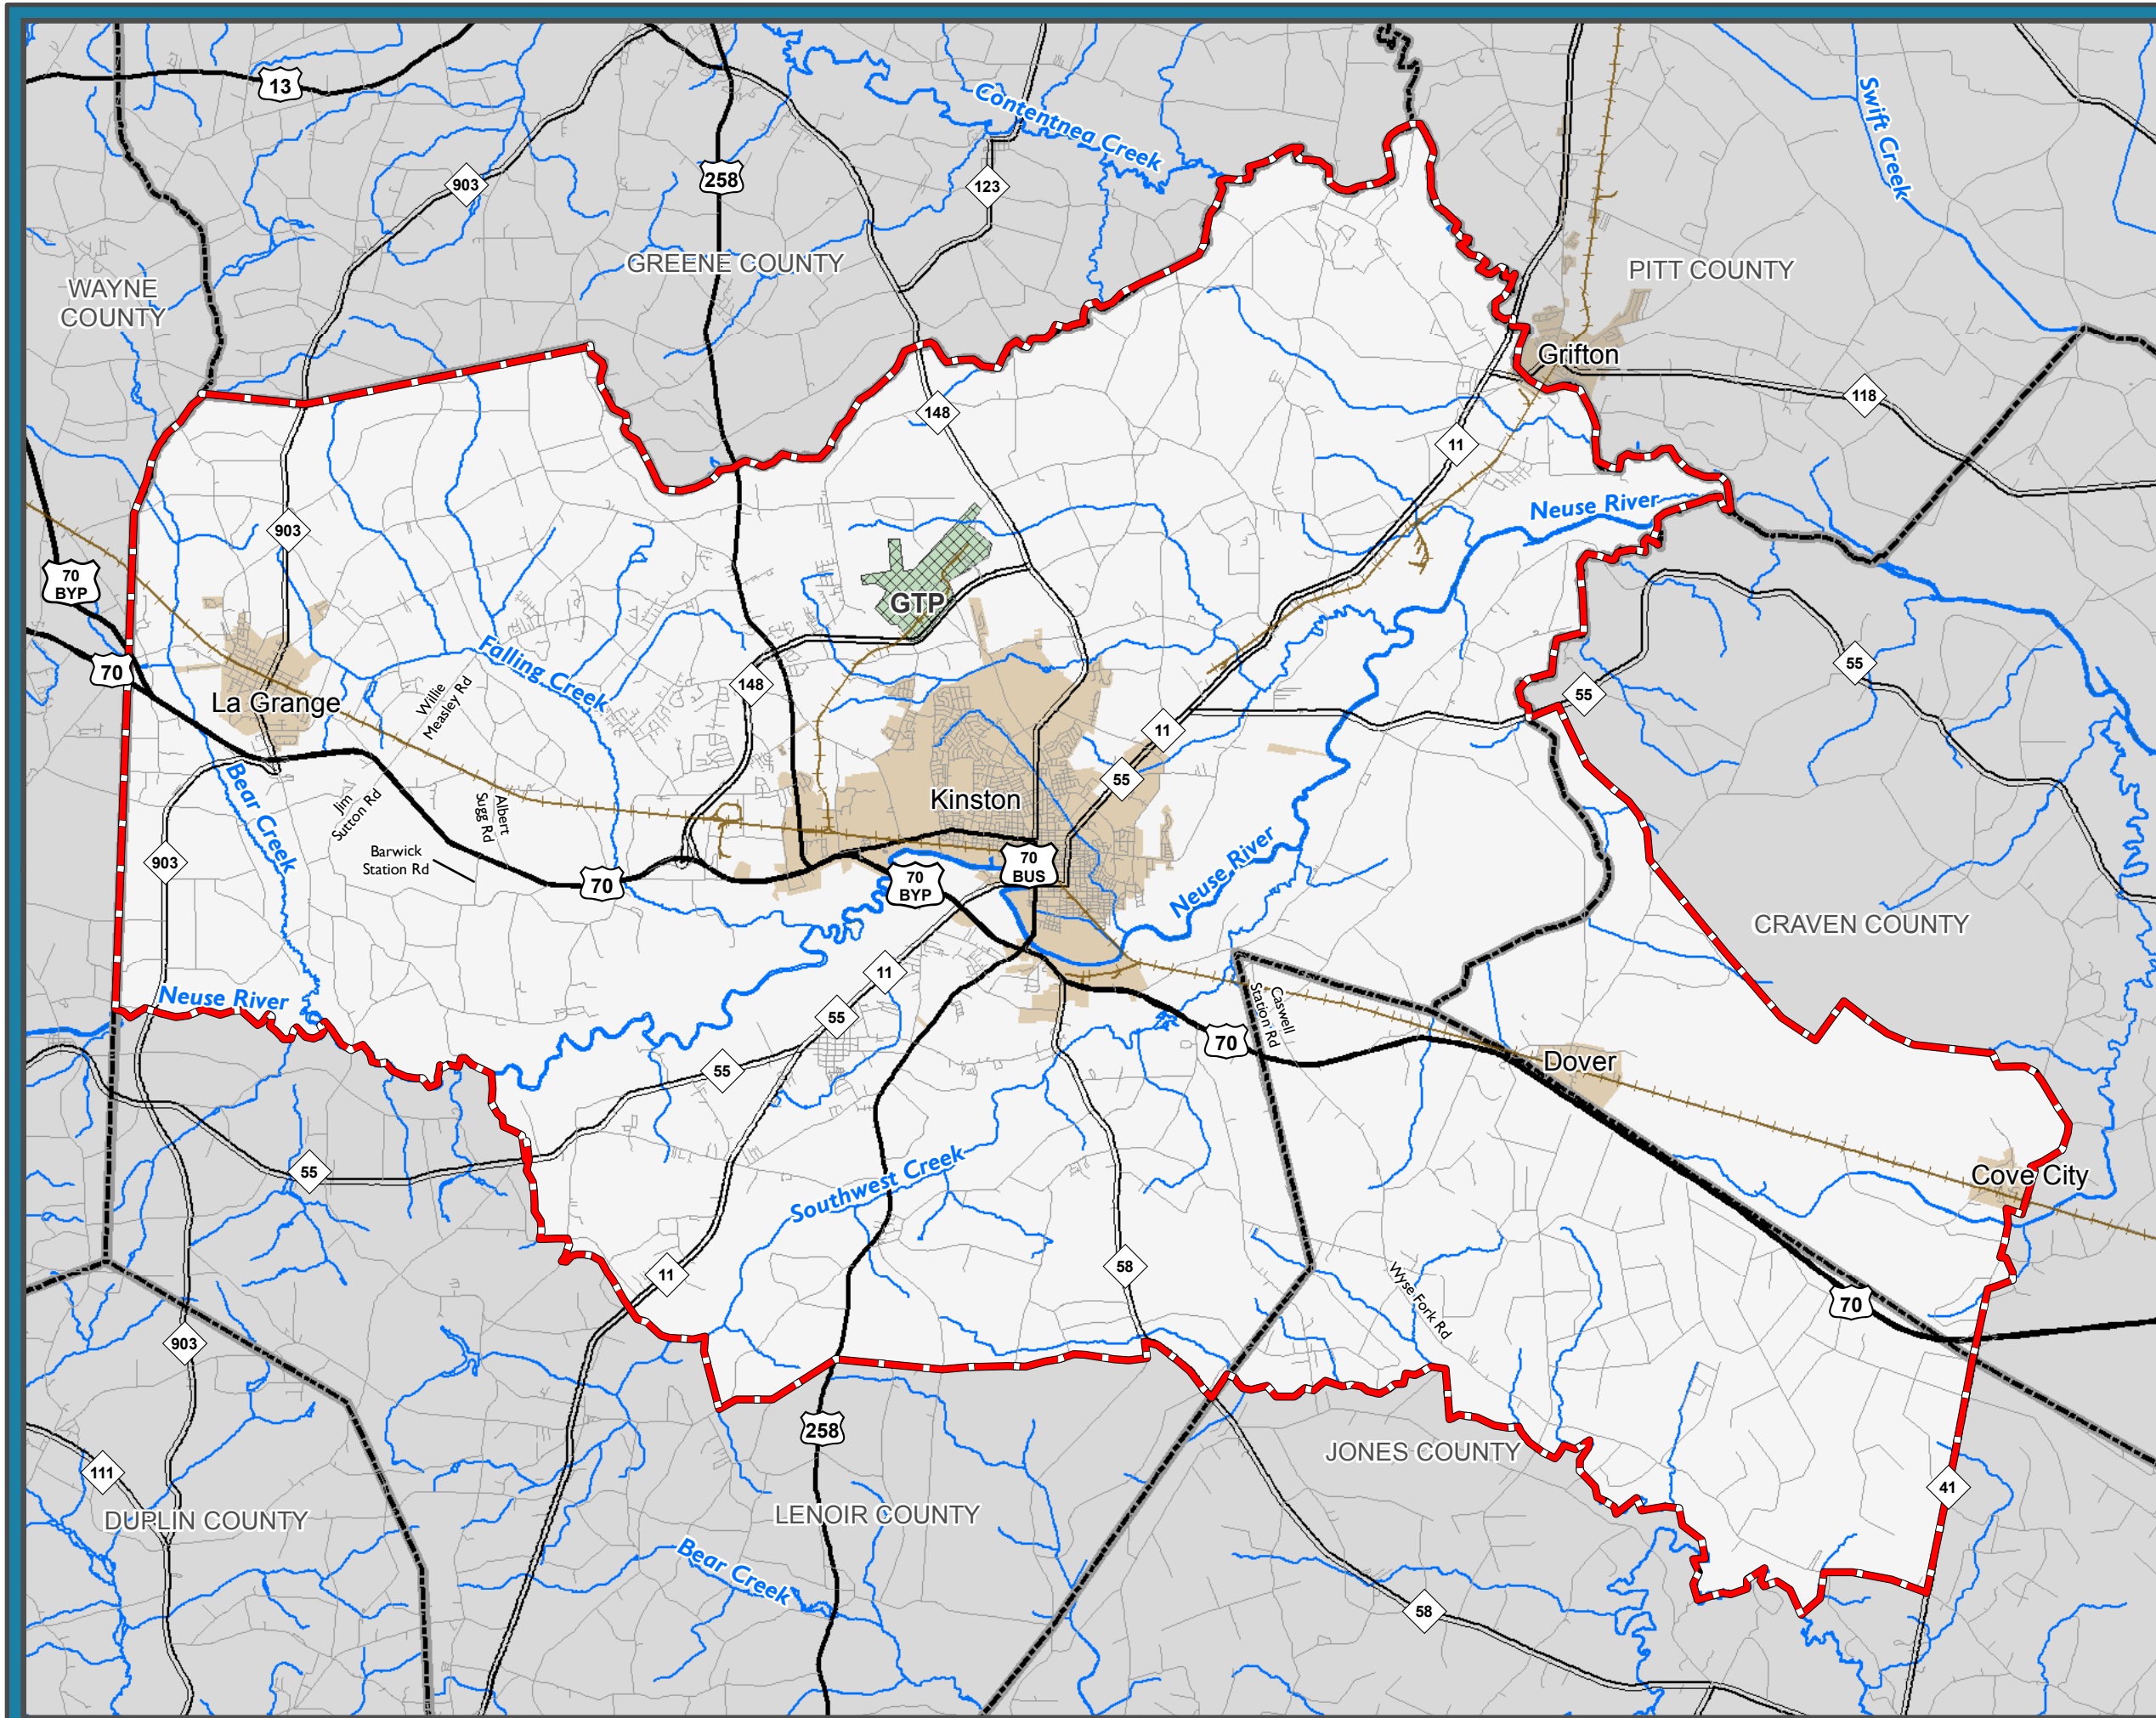 13
Contentnea Creek
Swift Creek
903
258
123
GREENE COUNTY
PITT COUNTY
WAYNE
COUNTY
Grifton
118
148
11
903
Neuse River
70
BYP
GTP
Falling Creek
55
70
148
55
La Grange
Willie
Measley Rd
11
55
Kinston
Bear Creek
Jim
Sutton Rd
Albert
Sugg Rd
Barwick
Station Rd
903
70
70
BYP
70
BUS
Neuse River
CRAVEN COUNTY
11
Neuse River
55
Caswell
Station Rd
70
Dover
55
55
Southwest Creek
Cove City
11
58
Wyse Fork Rd
70
903
258
JONES COUNTY
111
41
DUPLIN COUNTY
LENOIR COUNTY
Bear Creek
58